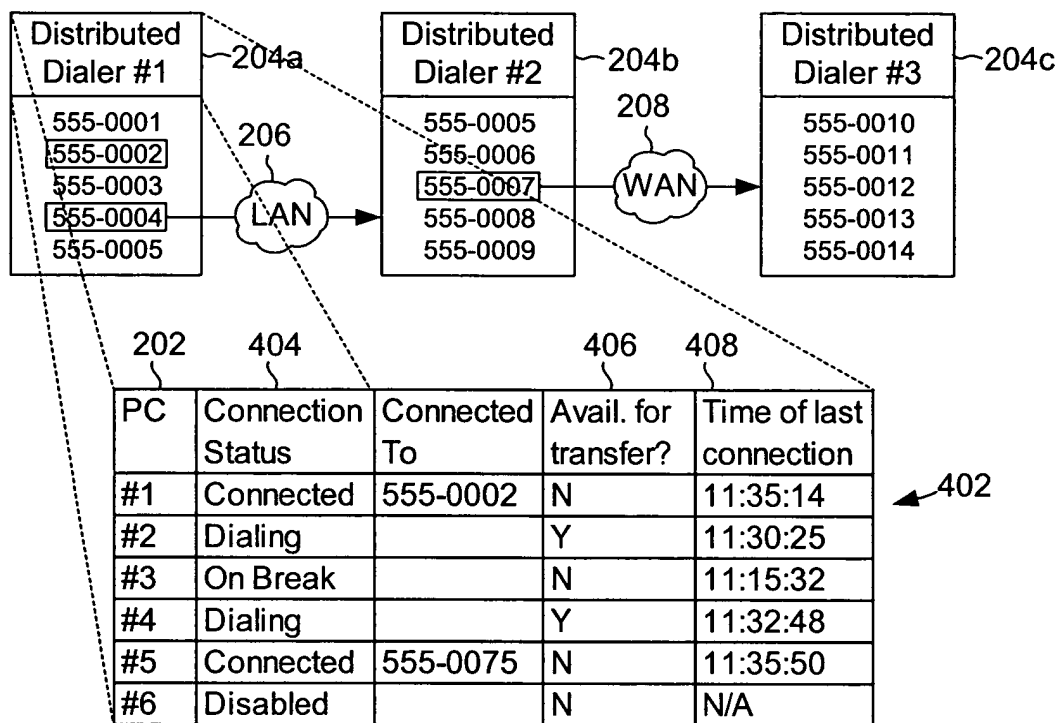 Distributed
Dialer #1
204a
555-0001
555-0002
555-0003
555-0004
555-0005
206
LAN
Distributed
Dialer #2
204b
555-0005
555-0006
555-0007
555-0008
555-0009
208
WAN
Distributed
Dialer #3
204c
555-0010
555-0011
555-0012
555-0013
555-0014
202 404 406 408
PC Connection Status Connected To Avail. for transfer? Time of last connection
#1 Connected 555-0002 N 11:35:14
402
#2 Dialing Y 11:30:25
#3 On Break N 11:15:32
#4 Dialing Y 11:32:48
#5 Connected 555-0075 N 11:35:50
#6 Disabled N N/A